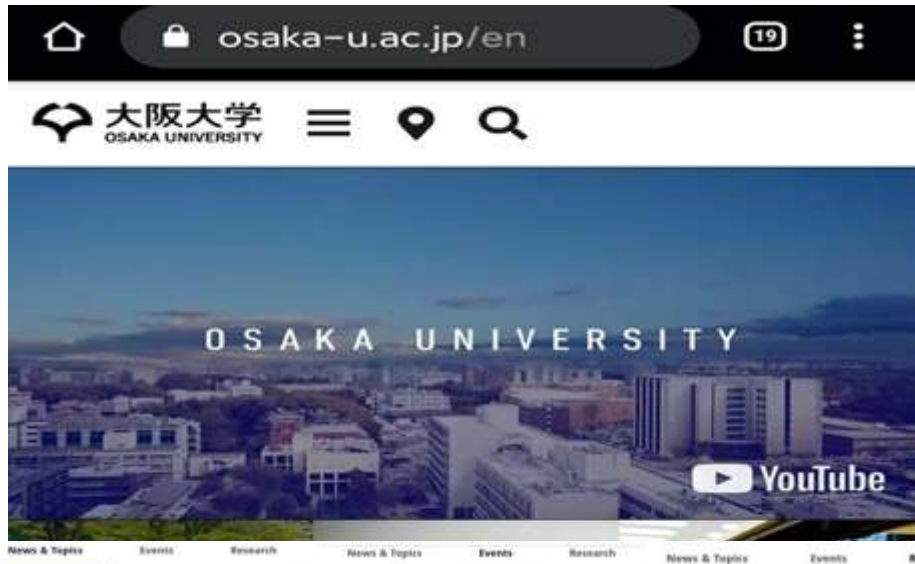 osaka-u.ac.jp/en
19
大阪大学
OSAKA UNIVERSITY
OSAKA UNIVERSITY
YouTube
News & Topics Events Research News & Topics Events Research News & Topics Events